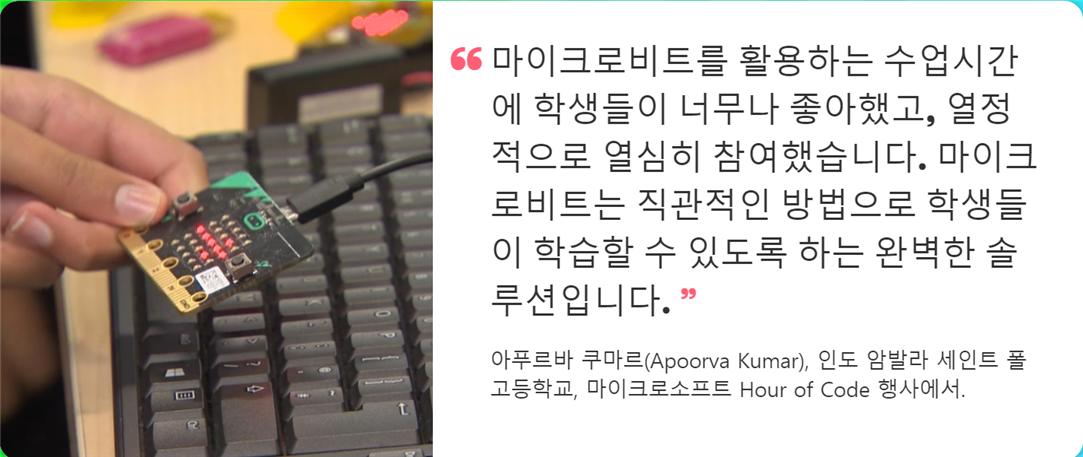 “ 마이크로비트를 활용하는 수업시간
에 학생들이 너무나 좋아했고, 열정
적으로 열심히 참여했습니다. 마이크
로비트는 직관적인 방법으로 학생들
이 학습할 수 있도록 하는 완벽한 솔
루션입니다. ”
아푸르바 쿠마르(Apoorva Kumar), 인도 암발라 세인트 폴
고등학교, 마이크로소프트 Hour of Code 행사에서.